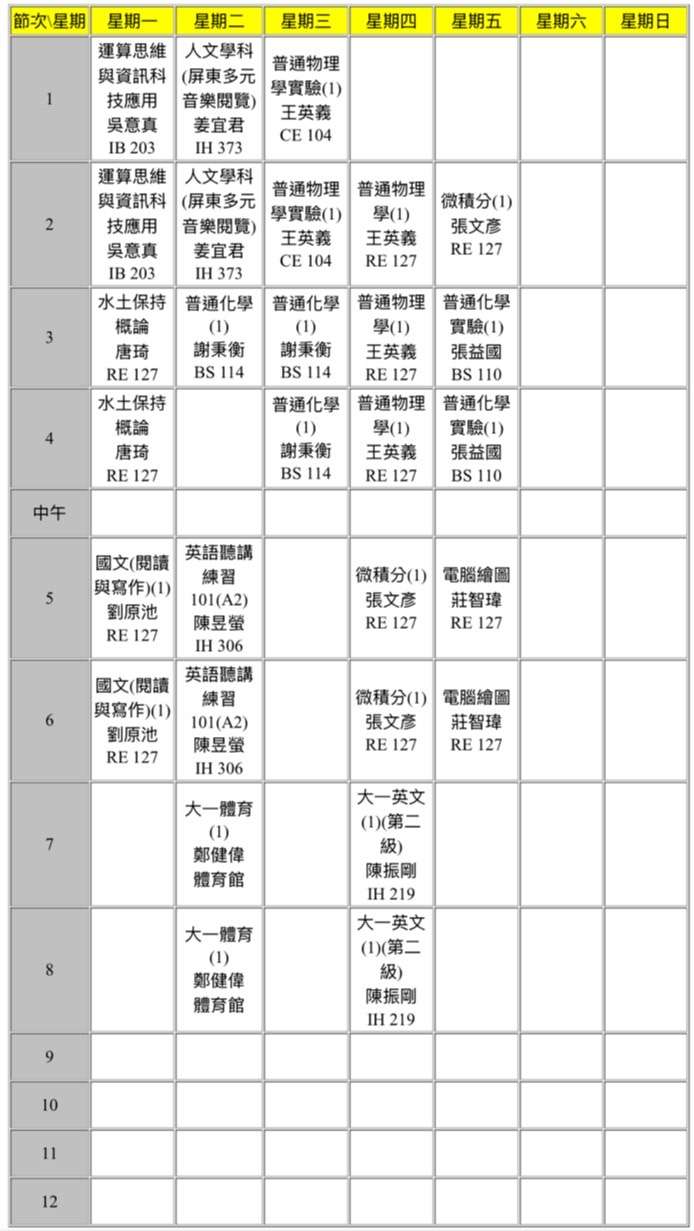 節次\星期 星期一 星期二 星期三 星期四 星期五 星期六 星期日
1
運算思維
與資訊科
技應用
吳意真
IB 203
人文學科
(屏東多元
音樂閱覽)
姜宜君
IH 373
普通物理
學實驗(1)
王英義
CE 104
2
運算思維
與資訊科
技應用
吳意真
IB 203
人文學科
(屏東多元
音樂閱覽)
姜宜君
IH 373
普通物理
學實驗(1)
王英義
CE 104
普通物理
學(1)
王英義
RE 127
微積分(1)
張文彥
RE 127
3
水土保持
概論
唐琦
RE 127
普通化學
(1)
謝秉衡
BS 114
普通化學
(1)
謝秉衡
BS 114
普通物理
學(1)
王英義
RE 127
普通化學
實驗(1)
張益國
BS 110
4
水土保持
概論
唐琦
RE 127
普通化學
(1)
謝秉衡
BS 114
普通物理
學(1)
王英義
RE 127
普通化學
實驗(1)
張益國
BS 110
中午
5
國文(閱讀
與寫作)(1)
劉原池
RE 127
英語聽講
練習
101(A2)
陳昱螢
IH 306
微積分(1)
張文彥
RE 127
電腦繪圖
莊智瑋
RE 127
6
國文(閱讀
與寫作)(1)
劉原池
RE 127
英語聽講
練習
101(A2)
陳昱螢
IH 306
微積分(1)
張文彥
RE 127
電腦繪圖
莊智瑋
RE 127
7
大一體育
(1)
鄭健偉
體育館
大一英文
(1)(第二
級)
陳振剛
IH 219
8
大一體育
(1)
鄭健偉
體育館
大一英文
(1)(第二
級)
陳振剛
IH 219
9
10
11
12